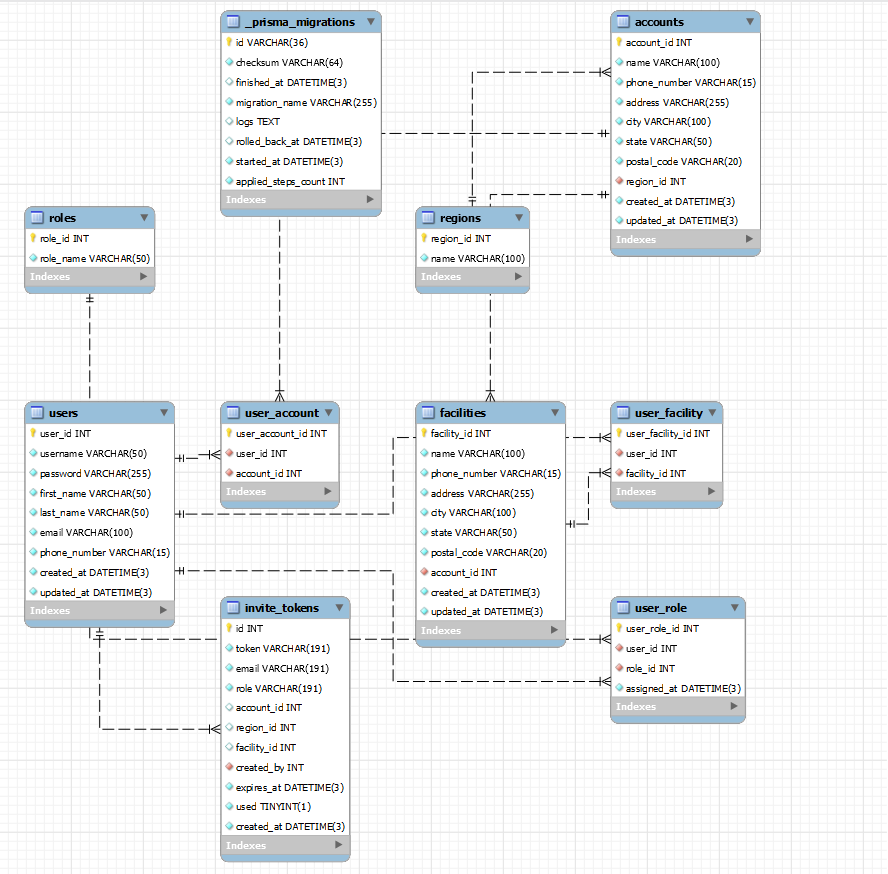 _prisma_migrations
id VARCHAR(36)
checksum VARCHAR(64)
finished_at DATETIME(3)
migration_name VARCHAR(255)
logs TEXT
rolled_back_at DATETIME(3)
started_at DATETIME(3)
applied_steps_count INT
Indexes
accounts
account_id INT
name VARCHAR(100)
phone_number VARCHAR(15)
address VARCHAR(255)
city VARCHAR(100)
state VARCHAR(50)
postal_code VARCHAR(20)
region_id INT
created_at DATETIME(3)
updated_at DATETIME(3)
Indexes
roles
role_id INT
role_name VARCHAR(50)
Indexes
regions
region_id INT
name VARCHAR(100)
Indexes
users
user_id INT
username VARCHAR(50)
password VARCHAR(255)
first_name VARCHAR(50)
last_name VARCHAR(50)
email VARCHAR(100)
phone_number VARCHAR(15)
created_at DATETIME(3)
updated_at DATETIME(3)
Indexes
user_account
user_account_id INT
user_id INT
account_id INT
Indexes
facilities
facility_id INT
name VARCHAR(100)
phone_number VARCHAR(15)
address VARCHAR(255)
city VARCHAR(100)
state VARCHAR(50)
postal_code VARCHAR(20)
account_id INT
created_at DATETIME(3)
updated_at DATETIME(3)
Indexes
user_facility
user_facility_id INT
user_id INT
facility_id INT
Indexes
invite_tokens
id INT
token VARCHAR(191)
email VARCHAR(191)
role VARCHAR(191)
account_id INT
region_id INT
facility_id INT
created_by INT
expires_at DATETIME(3)
used TINYINT(1)
created_at DATETIME(3)
Indexes
user_role
user_role_id INT
user_id INT
role_id INT
assigned_at DATETIME(3)
Indexes